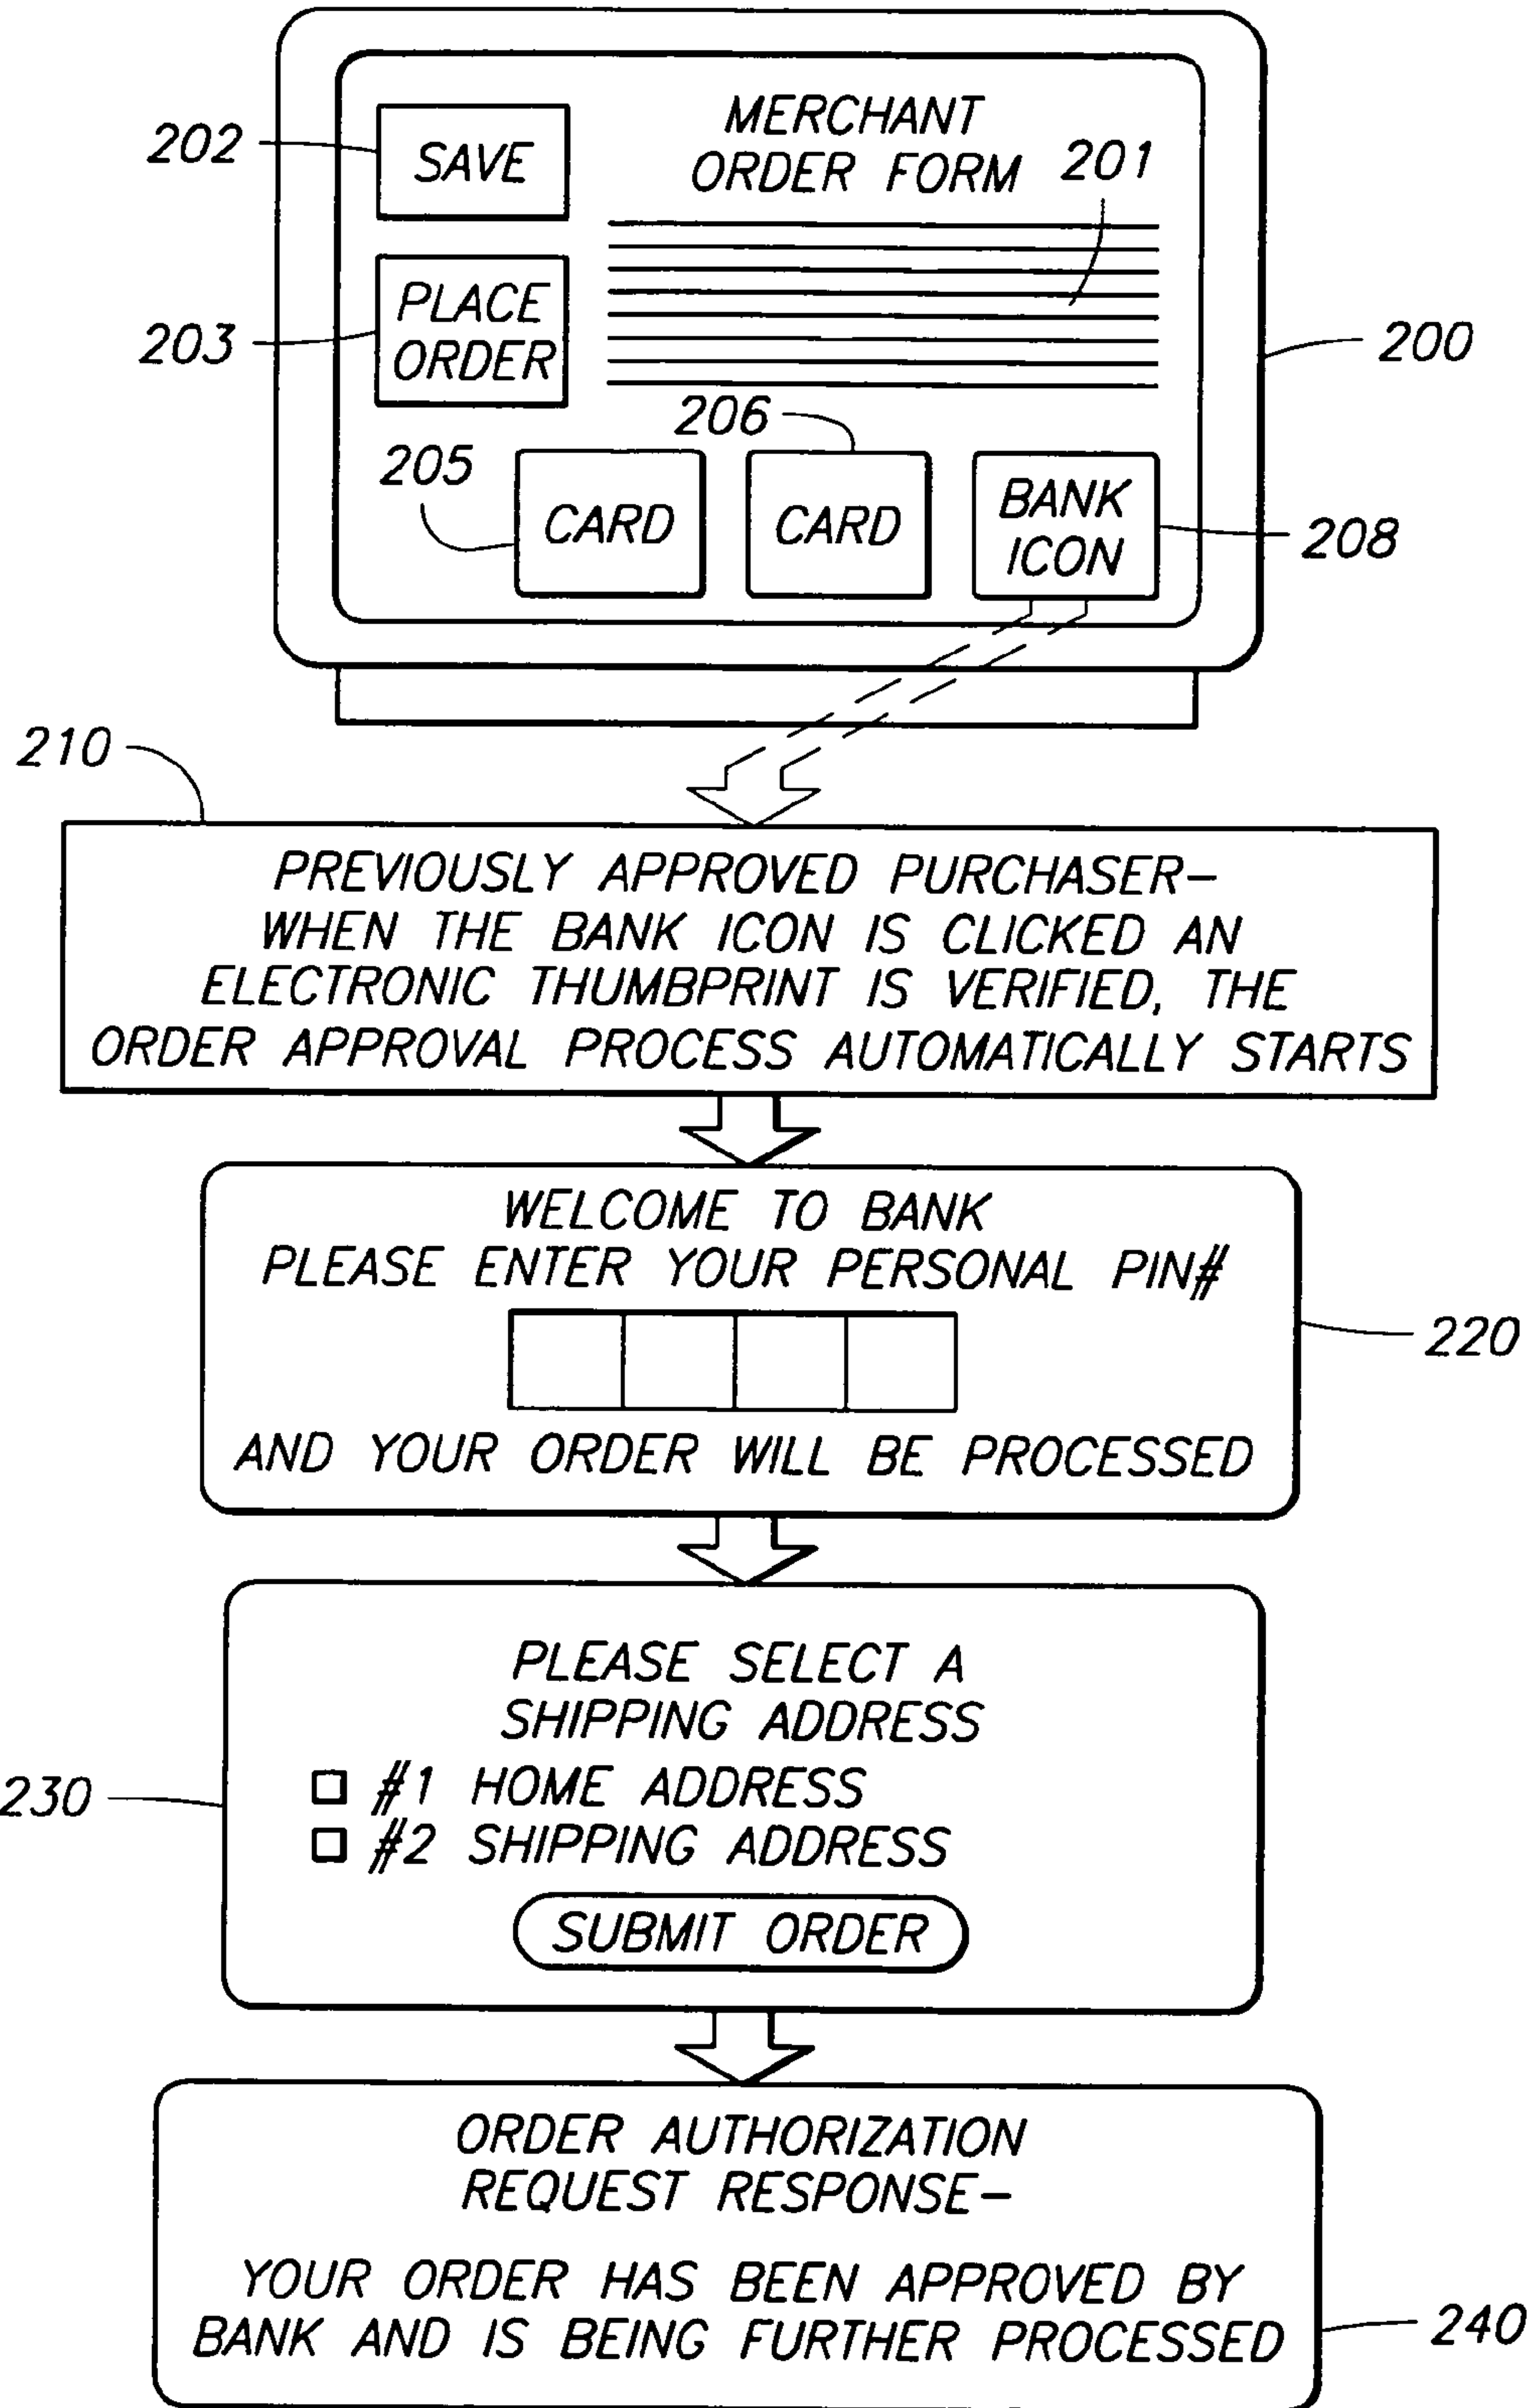 MERCHANT
ORDER FORM
201
202
SAVE
203
PLACE
ORDER
200
206
205
CARD
CARD
BANK
ICON
208
210
PREVIOUSLY APPROVED PURCHASER–
WHEN THE BANK ICON IS CLICKED AN
ELECTRONIC THUMBPRINT IS VERIFIED, THE
ORDER APPROVAL PROCESS AUTOMATICALLY STARTS
WELCOME TO BANK
PLEASE ENTER YOUR PERSONAL PIN#
220
AND YOUR ORDER WILL BE PROCESSED
PLEASE SELECT A
SHIPPING ADDRESS
230
#1 HOME ADDRESS
#2 SHIPPING ADDRESS
SUBMIT ORDER
ORDER AUTHORIZATION
REQUEST RESPONSE–
YOUR ORDER HAS BEEN APPROVED BY
BANK AND IS BEING FURTHER PROCESSED
240